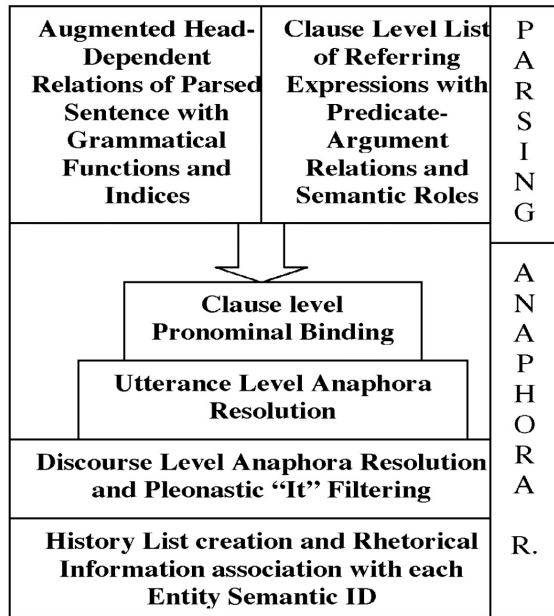 Augmented Head-
Dependent
Relations of Parsed
Sentence with
Grammatical
Functions and
Indices
Clause Level List
of Referring
Expressions with
Predicate-
Argument
Relations and
Semantic Roles
P
A
R
S
I
N
G
Clause level
Pronominal Binding
Utterance Level Anaphora
Resolution
Discourse Level Anaphora Resolution
and Pleonastic “It” Filtering
History List creation and Rhetorical
Information association with each
Entity Semantic ID
A
N
A
P
H
O
R
A
R.